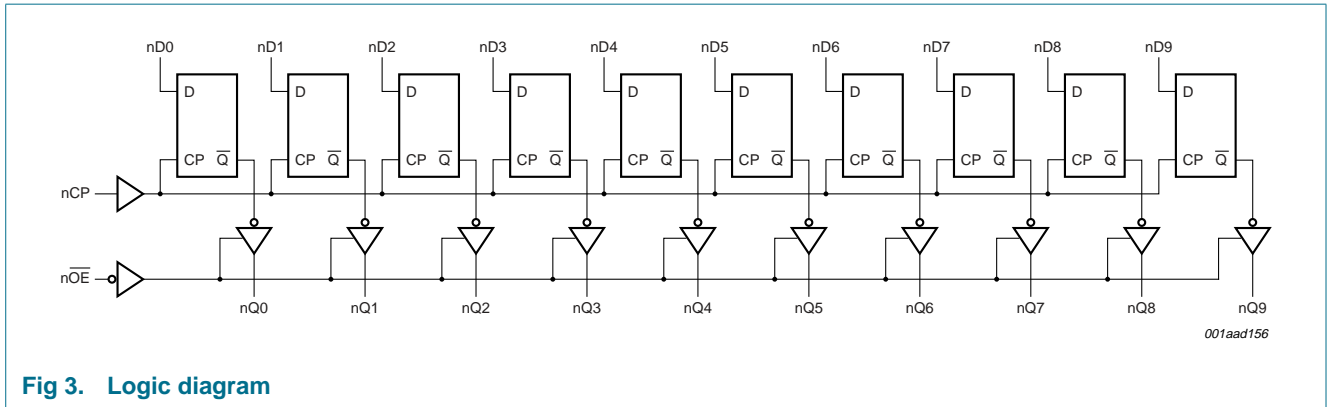 nD0 nD1 nD2 nD3 nD4 nD5 nD6 nD7 nD8 nD9
D D D D D D D D D D
CP Q̅ CP Q̅ CP Q̅ CP Q̅ CP Q̅ CP Q̅ CP Q̅ CP Q̅ CP Q̅ CP Q̅
nCP
nO̅E̅
nQ0 nQ1 nQ2 nQ3 nQ4 nQ5 nQ6 nQ7 nQ8 nQ9
001aad156
Fig 3. Logic diagram